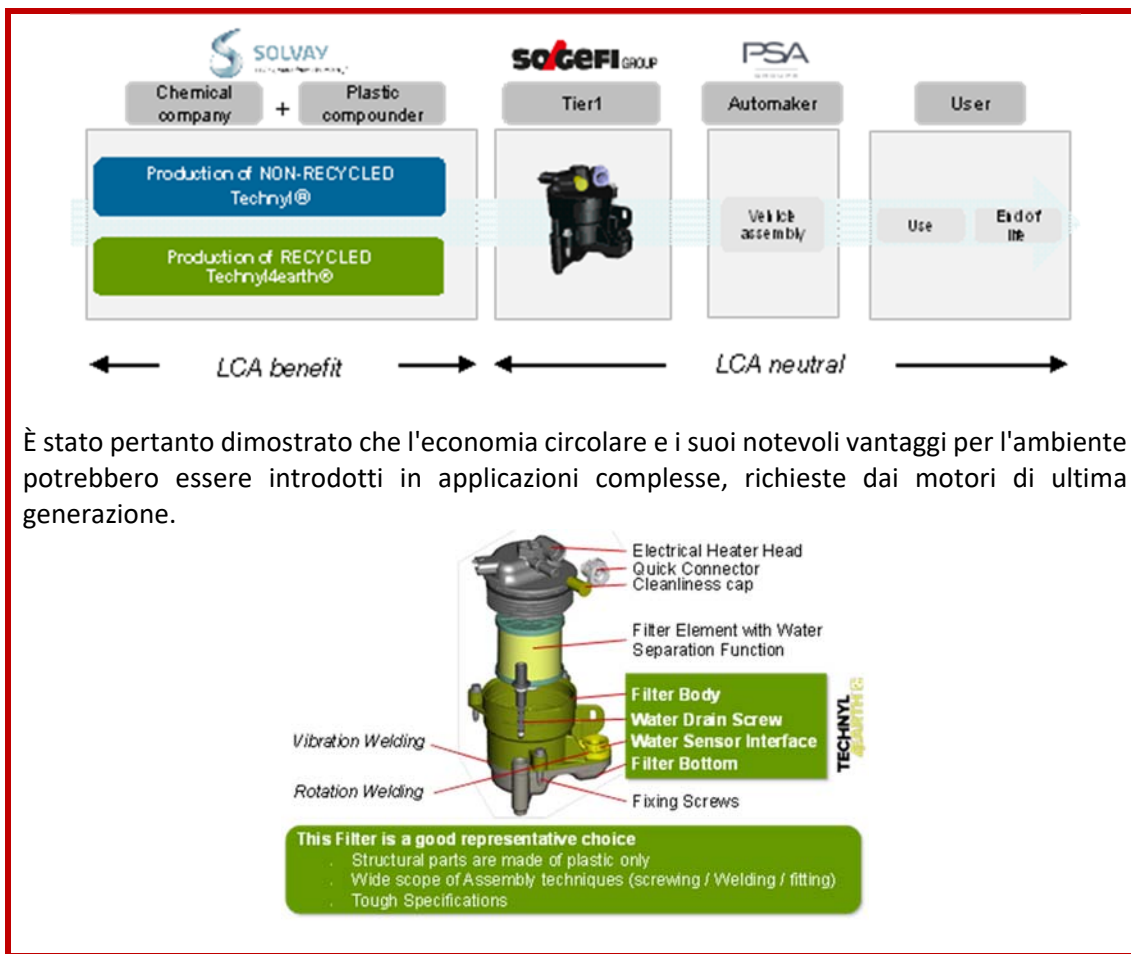 SOLVAY
SOGEFI GROUP
PSA
Chemical company
+
Plastic compounder
Tier1
Automaker
User
Production of NON-RECYCLED
Technyl®
Production of RECYCLED
Technyl4earth®
Vehicle
assembly
Use
End of
life
LCA benefit
LCA neutral
È stato pertanto dimostrato che l'economia circolare e i suoi notevoli vantaggi per l'ambiente
potrebbero essere introdotti in applicazioni complesse, richieste dai motori di ultima
generazione.
Electrical Heater Head
Quick Connector
Cleanliness cap
Filter Element with Water
Separation Function
Filter Body
Water Drain Screw
Water Sensor Interface
Filter Bottom
TECHNYL
4EARTH
Vibration Welding
Rotation Welding
Fixing Screws
This Filter is a good representative choice
. Structural parts are made of plastic only
. Wide scope of Assembly techniques (screwing / Welding / fitting)
. Tough Specifications